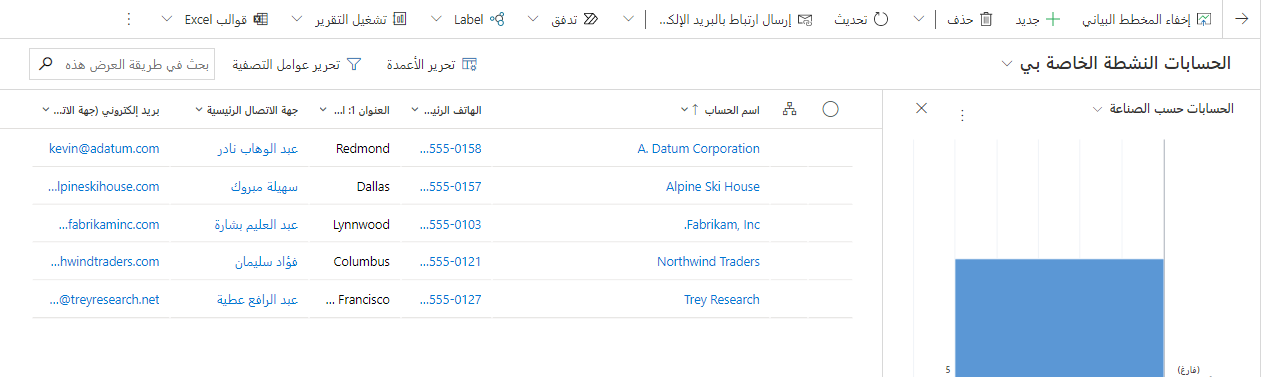 إخفاء المخطط البياني جديد حذف تحديث إرسال ارتباط بالبريد الإلك... تدفق Label تشغيل التقرير قوالب Excel
الحسابات النشطة الخاصة بي تحرير الأعمدة تحرير عوامل التصفية بحث في طريقة العرض هذه
الحسابات حسب الصناعة
اسم الحساب الهاتف الرئي... العنوان 1: ا... جهة الاتصال الرئيسية بريد إلكتروني (جهة الات...
A. Datum Corporation 555-0158... Redmond عبد الوهاب نادر kevin@adatum.com
Alpine Ski House 555-0157... Dallas سهيلة مبروك ...lpineskihouse.com
.Fabrikam, Inc 555-0103... Lynnwood عبد العليم بشارة ...fabrikaminc.com
Northwind Traders 555-0121... Columbus فؤاد سليمان ...hwindtraders.com
Trey Research 555-0127... ... Francisco عبد الرافع عطية ...@treyresearch.net
(فارغ) 5